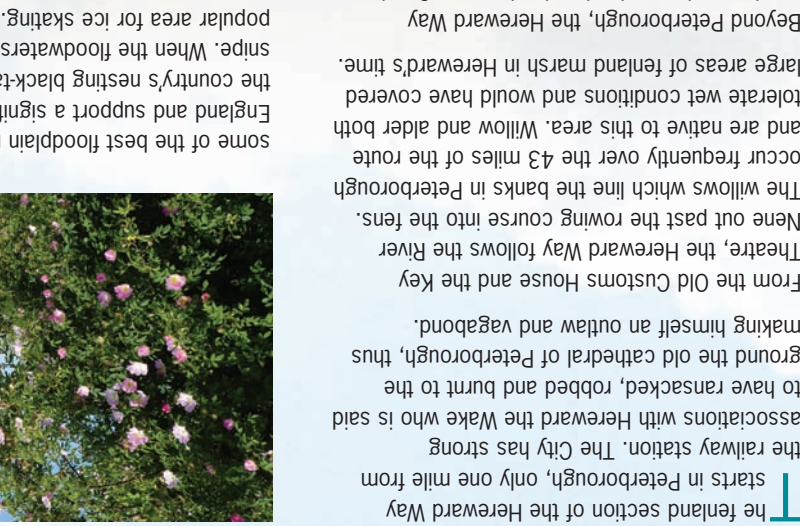 The fenland section of the Hereward Way
starts in Peterborough, only one mile from
the railway station. The City has strong
associations with Hereward the Wake who is said
to have ransacked, robbed and burnt to the
ground the old cathedral of Peterborough, thus
making himself an outlaw and vagabond.
From the Old Customs House and the Key
Theatre, the Hereward Way follows the River
Nene out past the rowing course into the fens.
The willows which line the banks in Peterborough
occur frequently over the 43 miles of the route
and are native to this area. Willow and alder both
tolerate wet conditions and would have covered
large areas of fenland marsh in Hereward's time.
Beyond Peterborough, the Hereward Way
some of the best floodplain
England and support a signifi
the country's nesting black-ta
snipe. When the floodwaters
popular area for ice skating.